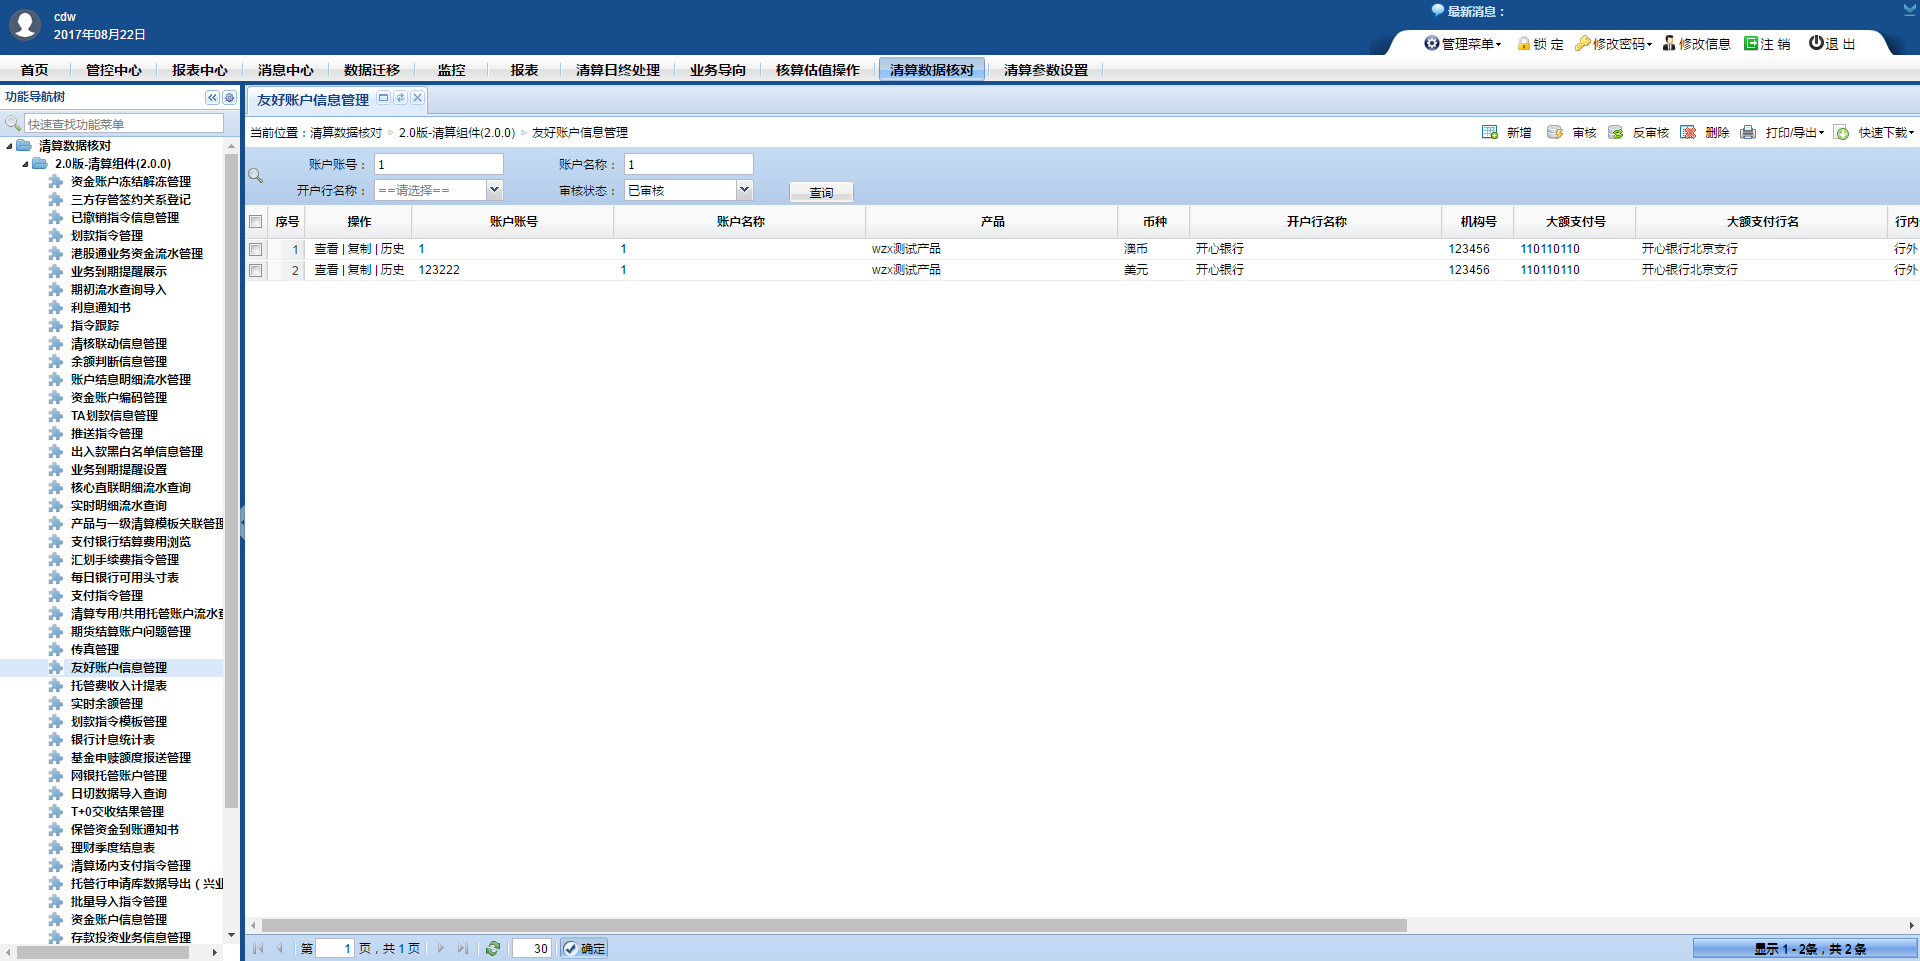 cdw
2017年08月22日
最新消息：
管理菜单 锁 定 修改密码 修改信息 注 销 退 出
首页 管控中心 报表中心 消息中心 数据迁移 监控 报表 清算日终处理 业务导向 核算估值操作 清算数据核对 清算参数设置
功能导航树
快速查找功能菜单
清算数据核对
2.0版-清算组件(2.0.0)
资金账户冻结解冻管理
三方存管签约关系登记
已撤销指令信息管理
划款指令管理
港股通业务资金流水管理
业务到期提醒展示
期初流水查询导入
利息通知书
指令跟踪
清核联动信息管理
余额判断信息管理
账户结息明细流水管理
资金账户编码管理
TA划款信息管理
推送指令管理
出入款黑白名单信息管理
业务到期提醒设置
核心直联明细流水查询
实时明细流水查询
产品与一级清算模板关联管理
支付银行结算费用浏览
汇划手续费指令管理
每日银行可用头寸表
支付指令管理
清算专用/共用托管账户流水查
期货结算账户问题管理
传真管理
友好账户信息管理
托管费收入计提表
实时余额管理
划款指令模板管理
银行计息统计表
基金申赎额度报送管理
网银托管账户管理
日切数据导入查询
T+0交收结果管理
保管资金到账通知书
理财季度结息表
清算场内支付指令管理
托管行申请库数据导出（兴业
批量导入指令管理
资金账户信息管理
存款投资业务信息管理
友好账户信息管理
当前位置：清算数据核对 2.0版-清算组件(2.0.0) 友好账户信息管理
新增 审核 反审核 删除 打印/导出 快速下载
账户账号： 1 账户名称： 1
开户行名称： ==请选择== 审核状态： 已审核 查询
序号 操作 账户账号 账户名称 产品 币种 开户行名称 机构号 大额支付号 大额支付行名 行内
1 查看 | 复制 | 历史 1 1 wzx测试产品 澳币 开心银行 123456 110110110 开心银行北京支行 行外
2 查看 | 复制 | 历史 123222 1 wzx测试产品 美元 开心银行 123456 110110110 开心银行北京支行 行外
第 1 页，共 1 页 30 确定 显示 1 - 2条，共 2 条